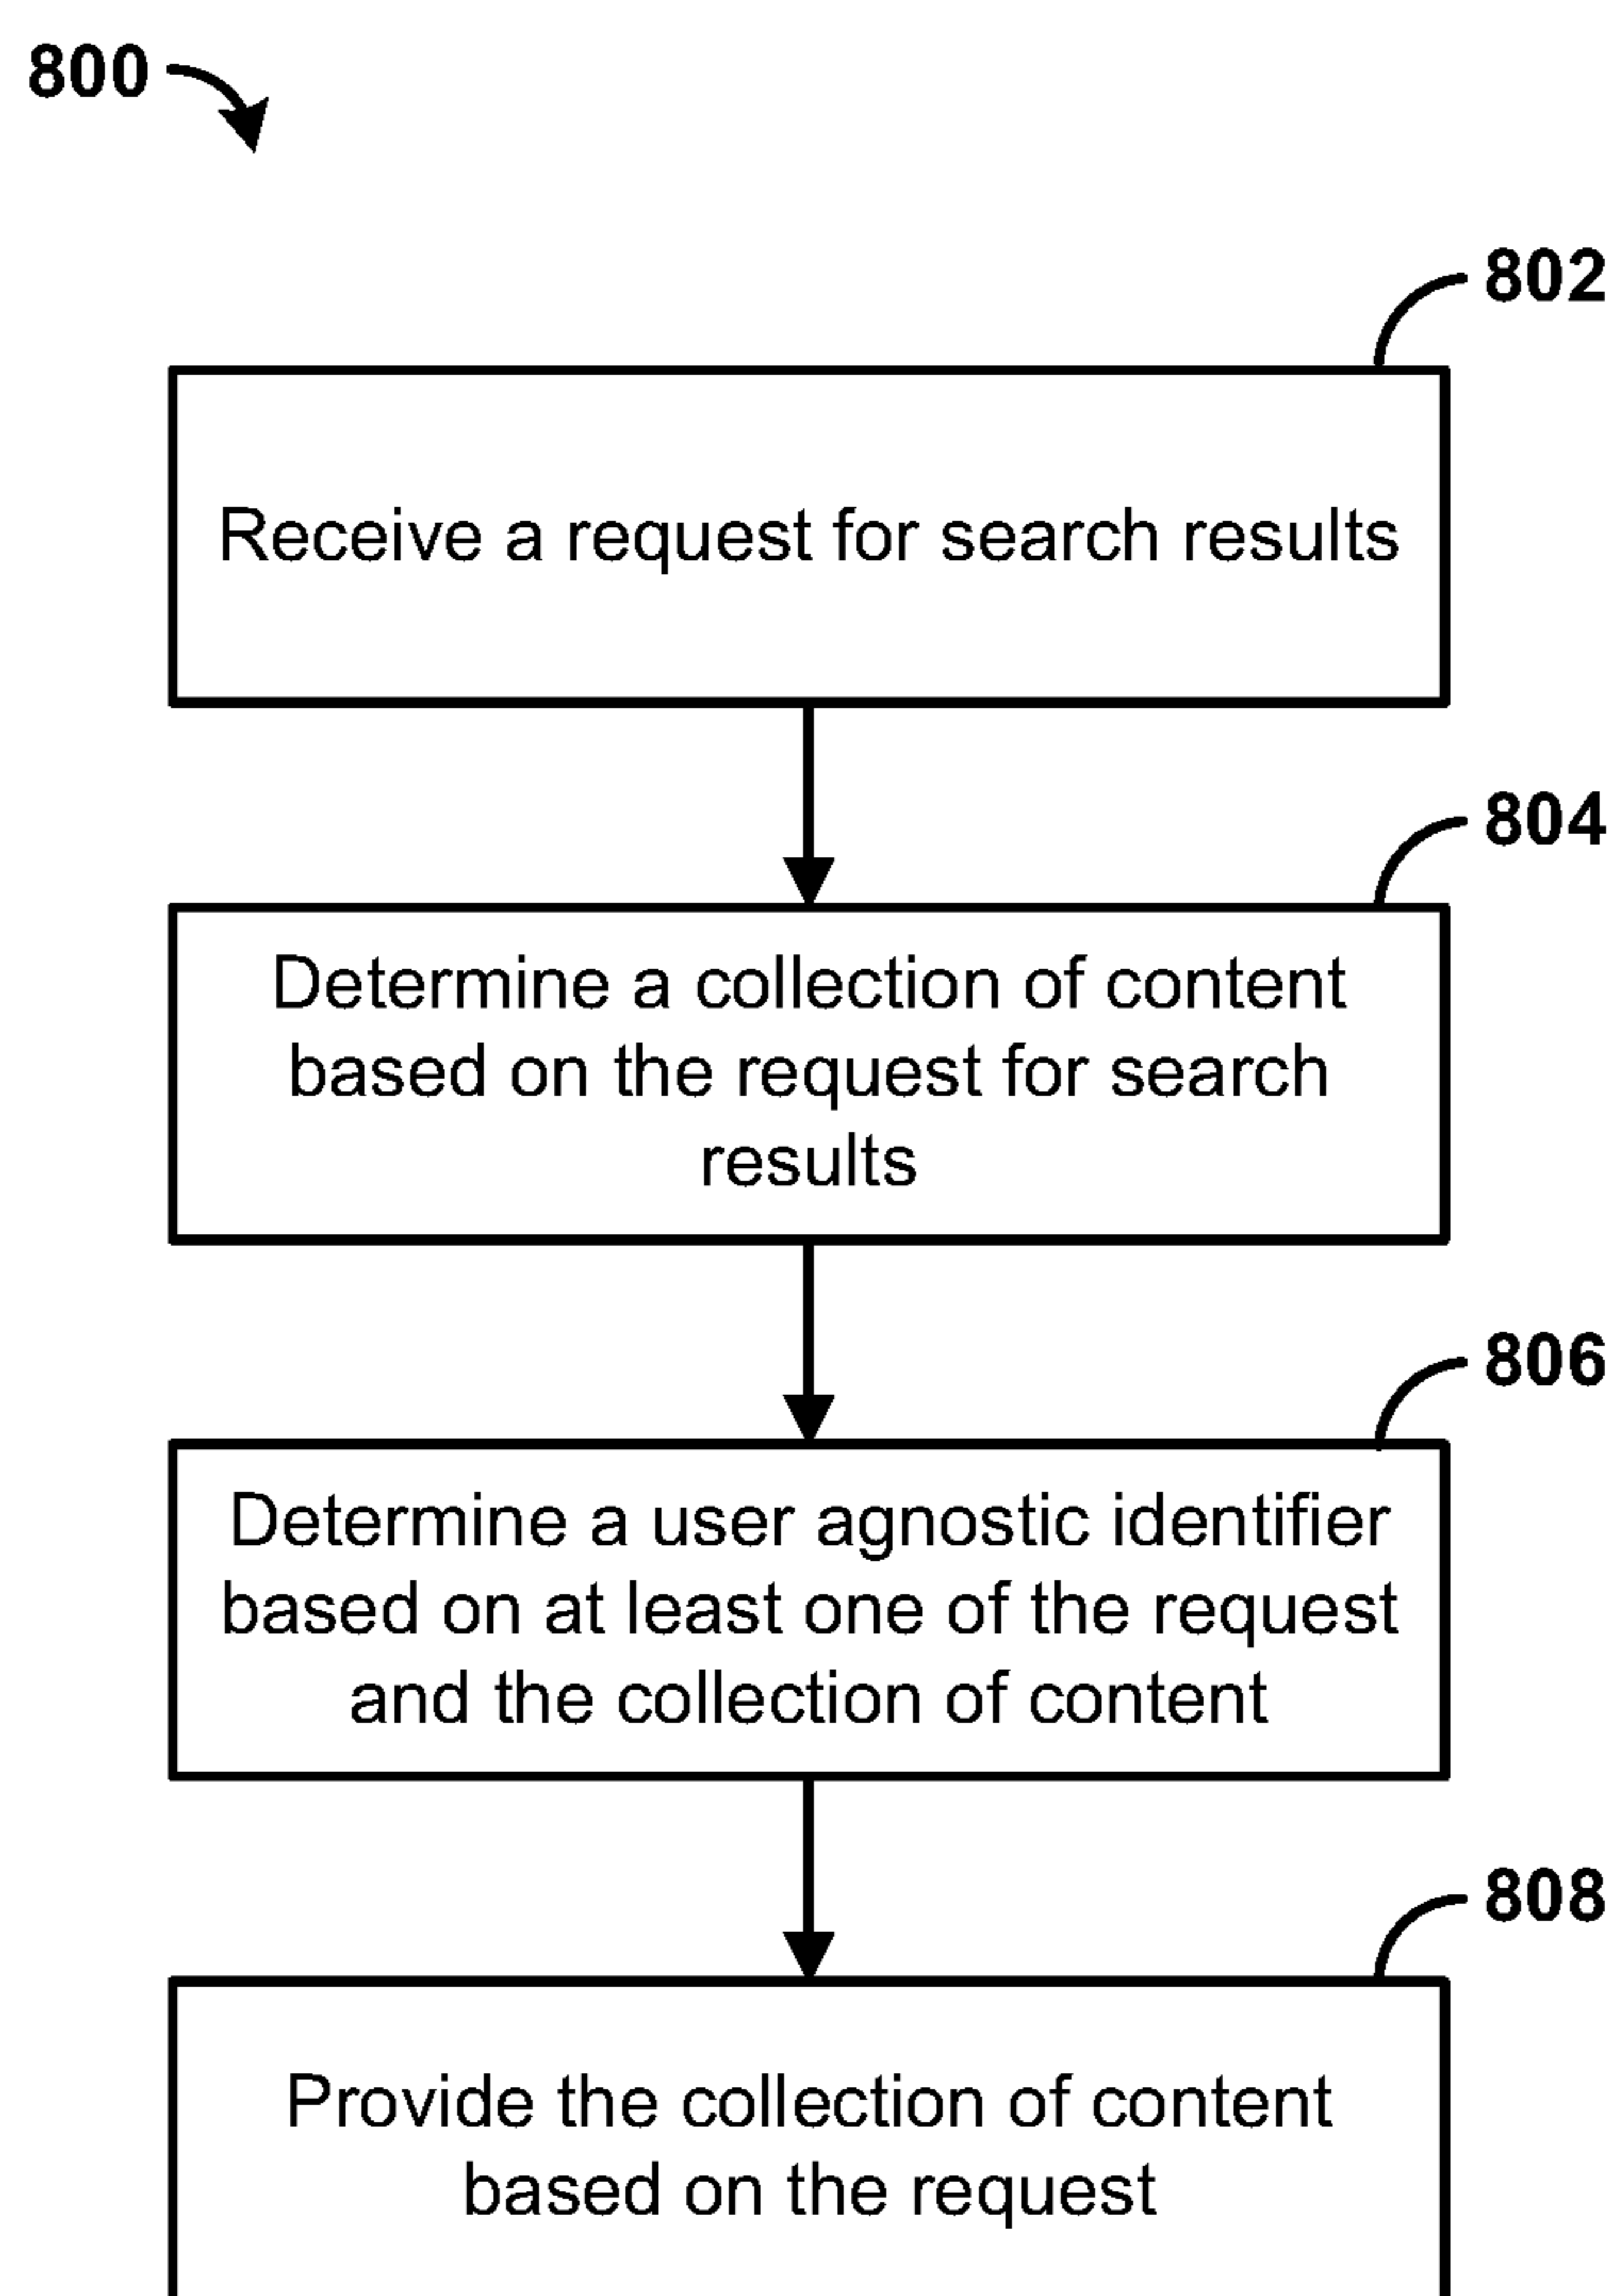 800
802
Receive a request for search results
804
Determine a collection of content
based on the request for search
results
806
Determine a user agnostic identifier
based on at least one of the request
and the collection of content
808
Provide the collection of content
based on the request